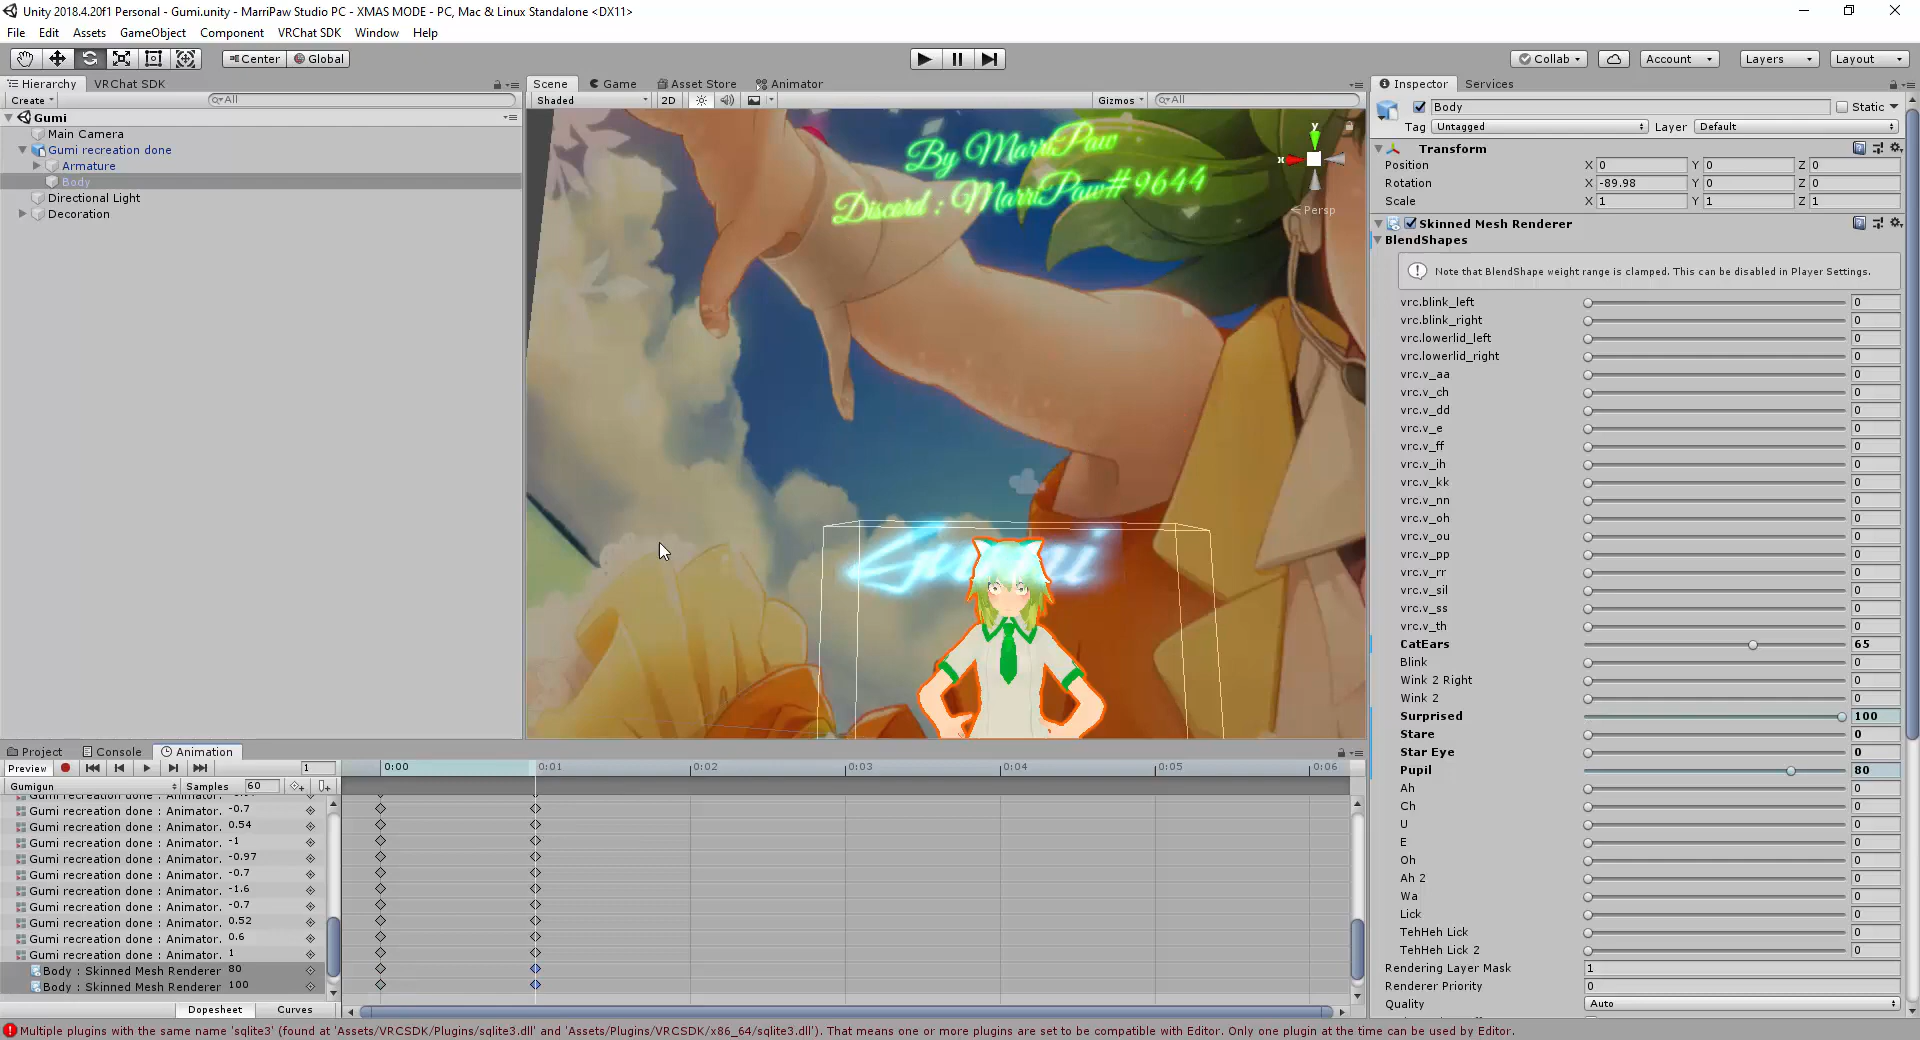 Unity 2018.4.20f1 Personal - Gumi.unity - MarriPaw Studio PC - XMAS MODE - PC, Mac & Linux Standalone <DX11>
File Edit Assets GameObject Component VRChat SDK Window Help
Center Global Collab Account Layers Layout
Hierarchy VRChat SDK
Create All
Gumi
Main Camera
Gumi recreation done
Armature
Body
Directional Light
Decoration
Scene Game Asset Store Animator
Shaded 2D Gizmos All
By MarriPaw
Discord : MarriPaw#9644
y
x
Persp
Gumi
Inspector Services
Body Static
Tag Untagged Layer Default
Transform
Position X 0 Y 0 Z 0
Rotation X -89.98 Y 0 Z 0
Scale X 1 Y 1 Z 1
Skinned Mesh Renderer
BlendShapes
Note that BlendShape weight range is clamped. This can be disabled in Player Settings.
vrc.blink_left 0
vrc.blink_right 0
vrc.lowerlid_left 0
vrc.lowerlid_right 0
vrc.v_aa 0
vrc.v_ch 0
vrc.v_dd 0
vrc.v_e 0
vrc.v_ff 0
vrc.v_ih 0
vrc.v_kk 0
vrc.v_nn 0
vrc.v_oh 0
vrc.v_ou 0
vrc.v_pp 0
vrc.v_rr 0
vrc.v_sil 0
vrc.v_ss 0
vrc.v_th 0
CatEars 65
Blink 0
Wink 2 Right 0
Wink 2 0
Surprised 100
Stare 0
Star Eye 0
Pupil 80
Ah 0
Ch 0
U 0
E 0
Oh 0
Ah 2 0
Wa 0
Lick 0
TehHeh Lick 0
TehHeh Lick 2 0
Rendering Layer Mask 1
Renderer Priority 0
Quality Auto
Project Console Animation
Preview 1 0:00 0:01 0:02 0:03 0:04 0:05 0:06
Gumigun Samples 60
Gumi recreation done : Animator. -0.7
Gumi recreation done : Animator. 0.54
Gumi recreation done : Animator. -1
Gumi recreation done : Animator. -0.97
Gumi recreation done : Animator. -0.7
Gumi recreation done : Animator. -1.6
Gumi recreation done : Animator. -0.7
Gumi recreation done : Animator. 0.52
Gumi recreation done : Animator. 0.6
Gumi recreation done : Animator. 1
Body : Skinned Mesh Renderer 80
Body : Skinned Mesh Renderer 100
Dopesheet Curves
Multiple plugins with the same name 'sqlite3' (found at 'Assets/VRCSDK/Plugins/sqlite3.dll' and 'Assets/Plugins/VRCSDK/x86_64/sqlite3.dll'). That means one or more plugins are set to be compatible with Editor. Only one plugin at the time can be used by Editor.